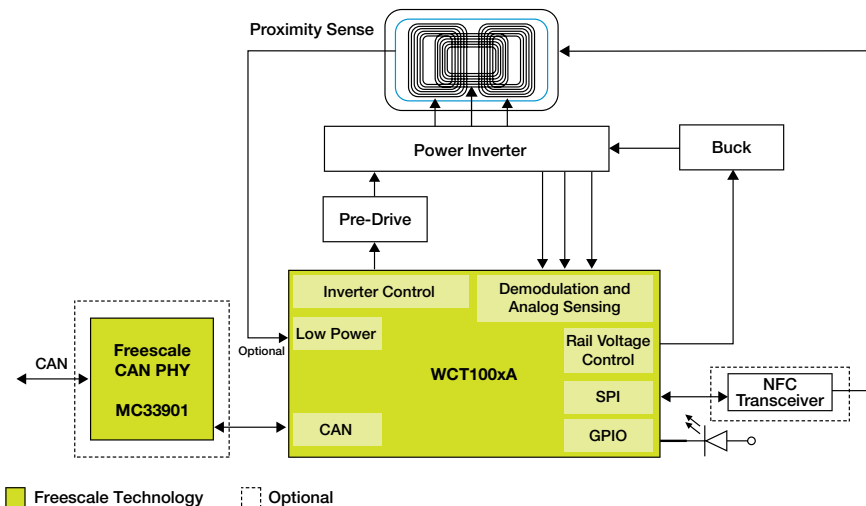 Proximity Sense
Power Inverter
Buck
Pre-Drive
Inverter Control
Demodulation and
Analog Sensing
Low Power
Optional
Rail Voltage
Control
WCT100xA
Freescale
CAN PHY
MC33901
CAN
SPI
NFC
Transceiver
CAN
GPIO
Freescale Technology
Optional